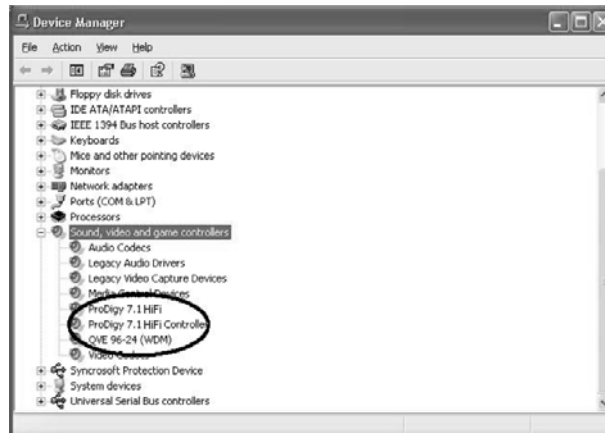 Device Manager
File Action View Help
Floppy disk drives
IDE ATA/ATAPI controllers
IEEE 1394 Bus host controllers
Keyboards
Mice and other pointing devices
Monitors
Network adapters
Ports (COM & LPT)
Processors
Sound, video and game controllers
Audio Codecs
Legacy Audio Drivers
Legacy Video Capture Devices
Media Control Devices
ProDigy 7.1 HiFi
ProDigy 7.1 HiFi Controller
QVE 96-24 (WDM)
Video Codecs
Syncrosoft Protection Device
System devices
Universal Serial Bus controllers